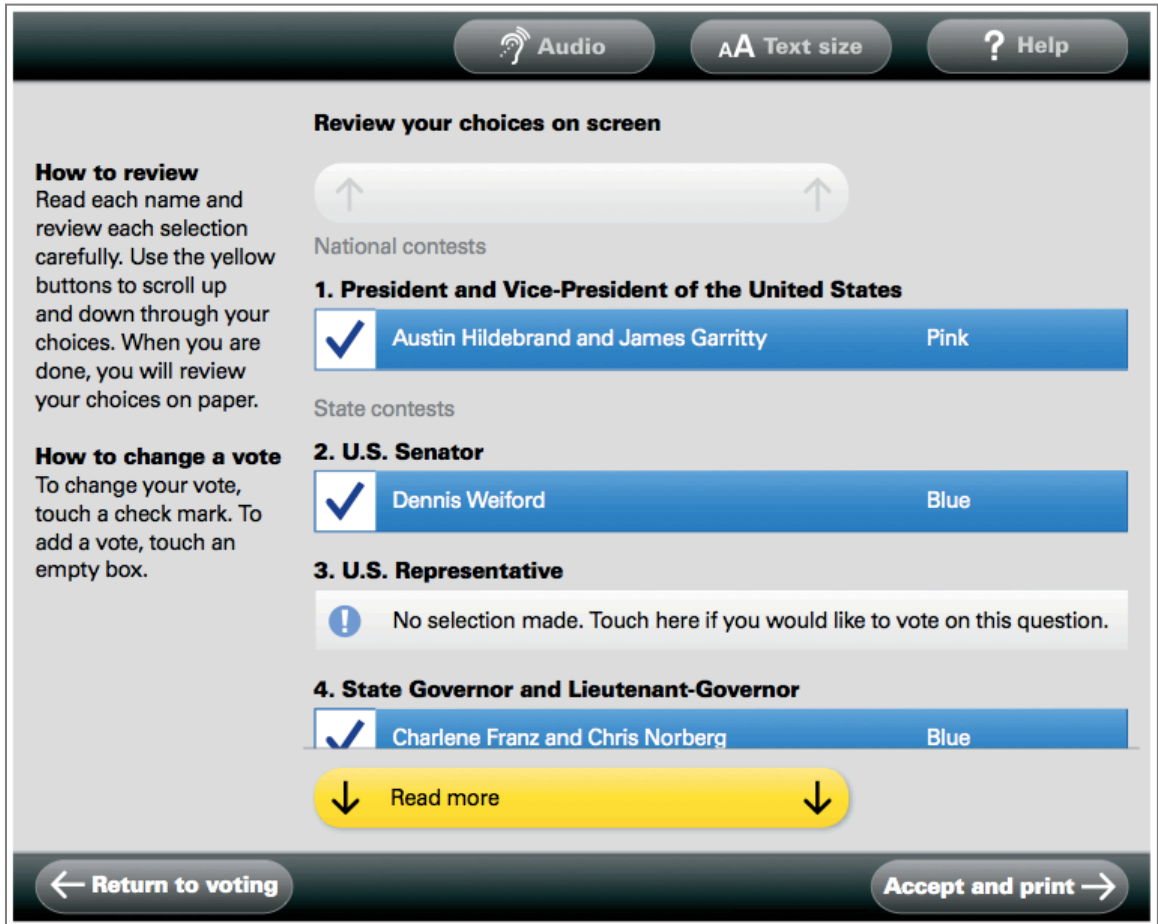 Audio
AA Text size
? Help
Review your choices on screen
How to review
Read each name and
review each selection
carefully. Use the yellow
buttons to scroll up
and down through your
choices. When you are
done, you will review
your choices on paper.
How to change a vote
To change your vote,
touch a check mark. To
add a vote, touch an
empty box.
National contests
1. President and Vice-President of the United States
Austin Hildebrand and James Garritty Pink
State contests
2. U.S. Senator
Dennis Weiford Blue
3. U.S. Representative
! No selection made. Touch here if you would like to vote on this question.
4. State Governor and Lieutenant-Governor
Charlene Franz and Chris Norberg Blue
Read more
Return to voting
Accept and print